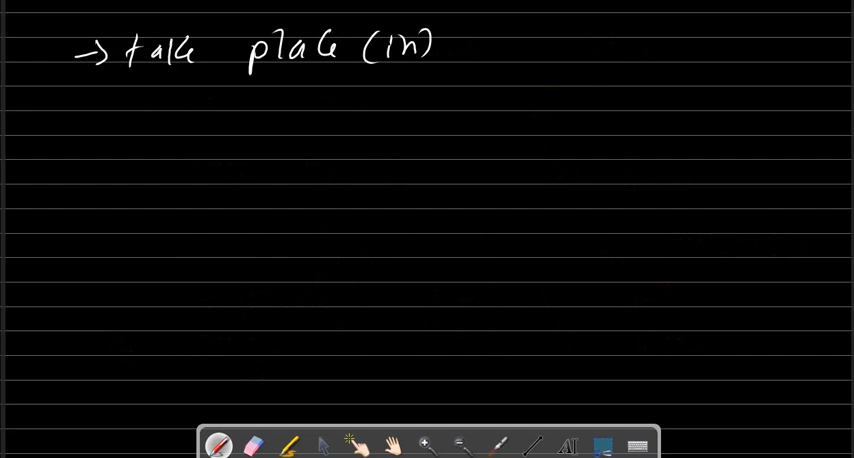 → take place (in)